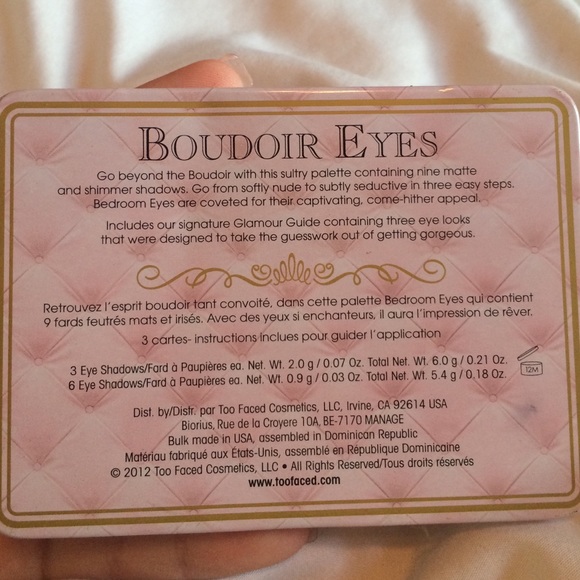 BOUDOIR EYES
Go beyond the Boudoir with this sultry palette containing nine matte
and shimmer shadows. Go from softly nude to subtly seductive in three easy steps.
Bedroom Eyes are coveted for their captivating, come-hither appeal.
Includes our signature Glamour Guide containing three eye looks
that were designed to take the guesswork out of getting gorgeous.
Retrouvez l'esprit boudoir tant convoité, dans cette palette Bedroom Eyes qui contient
9 fards feutrés mats et irisés. Avec des yeux si enchanteurs, il aura l'impression de rêver.
3 cartes- instructions inclues pour guider l'application
3 Eye Shadows/Fard à Paupières ea. Net. Wt. 2.0 g / 0.07 Oz. Total Net Wt. 6.0 g / 0.21 Oz.
6 Eye Shadows/Fard à Paupières ea. Net. Wt. 0.9 g / 0.03 Oz. Total Net Wt. 5.4 g / 0.18 Oz.
12M
Dist. by/Distr. par Too Faced Cosmetics, LLC, Irvine, CA 92614 USA
Biorius, Rue de la Croyere 10A, BE-7170 MANAGE
Bulk made in USA, assembled in Dominican Republic
Matériau fabriqué aux États-Unis, assemblé en République Dominicaine
© 2012 Too Faced Cosmetics, LLC • All Rights Reserved/Tous droits réservés
www.toofaced.com